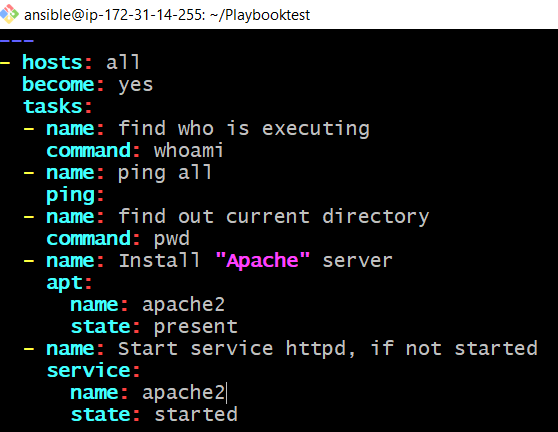 ansible@ip-172-31-14-255: ~/Playbooktest
---
- hosts: all
  become: yes
  tasks:
  - name: find who is executing
    command: whoami
  - name: ping all
    ping:
  - name: find out current directory
    command: pwd
  - name: Install "Apache" server
    apt:
      name: apache2
      state: present
  - name: Start service httpd, if not started
    service:
      name: apache2
      state: started